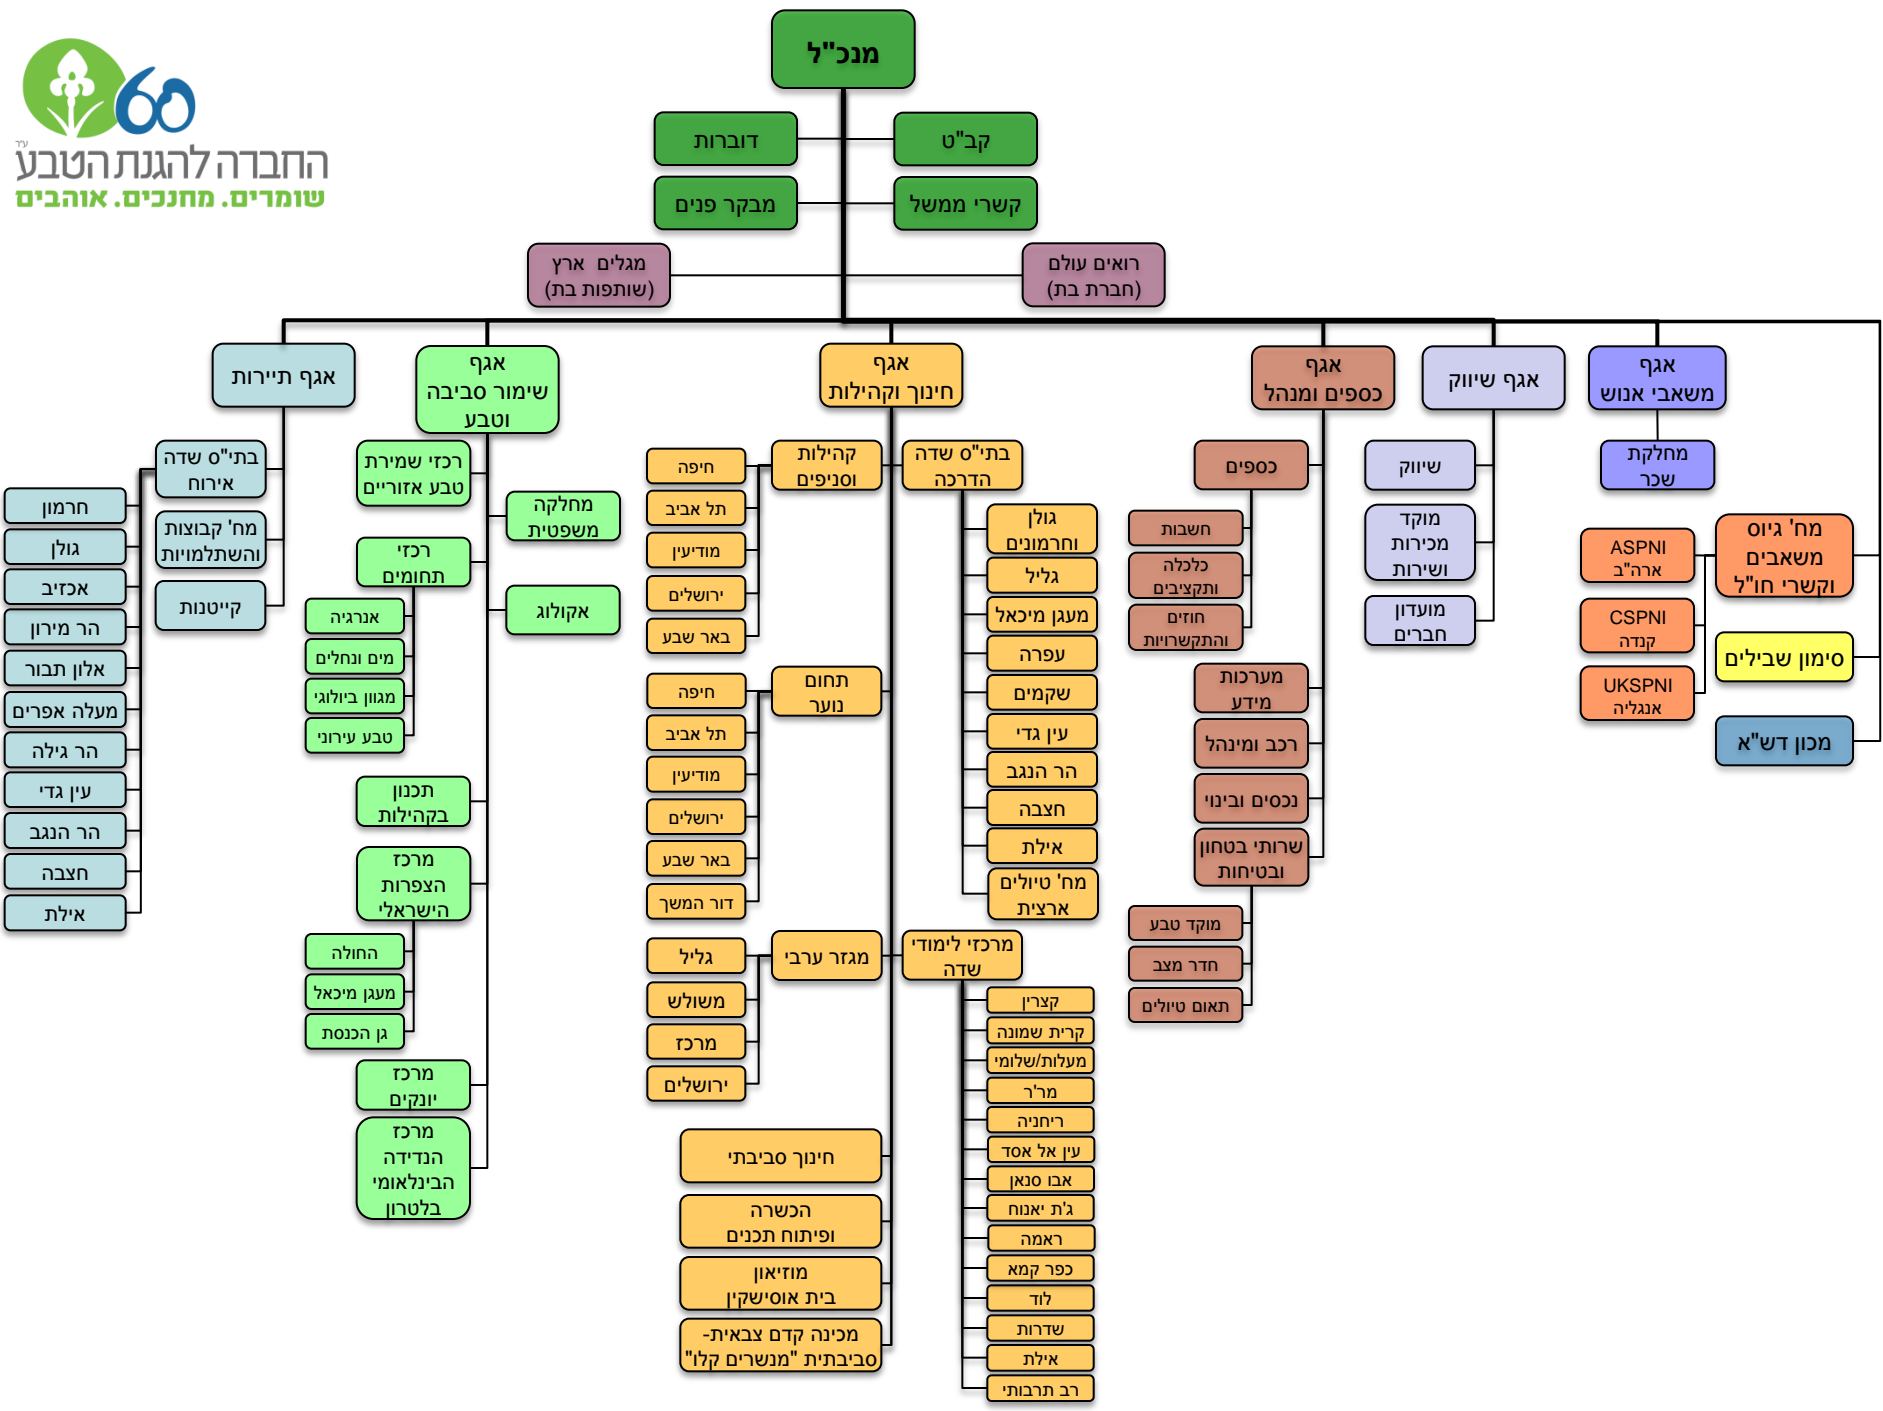 מנכ"ל
60
החברה להגנת הטבע
ע״ר
שומרים. מחנכים. אוהבים
קב"ט
דוברות
קשרי ממשל
מבקר פנים
רואים עולם
(חברת בת)
מגלים ארץ
(שותפות בת)
אגף
משאבי אנוש
מחלקת
שכר
מח' גיוס
משאבים
וקשרי חו"ל
ASPNI
ארה"ב
CSPNI
קנדה
UKSPNI
אנגליה
סימון שבילים
מכון דש"א
אגף שיווק
שיווק
מוקד
מכירות
ושירות
מועדון
חברים
אגף
כספים ומנהל
כספים
חשבות
כלכלה
ותקציבים
חוזים
והתקשרויות
מערכות
מידע
רכב ומינהל
נכסים ובינוי
שרותי בטחון
ובטיחות
מוקד טבע
חדר מצב
תאום טיולים
אגף
חינוך וקהילות
בתי"ס שדה
הדרכה
גולן
וחרמונים
גליל
מעגן מיכאל
עפרה
שקמים
עין גדי
הר הנגב
חצבה
אילת
מח' טיולים
ארצית
מרכזי לימודי
שדה
קצרין
קרית שמונה
מעלות/שלומי
מר'ר
ריחניה
עין אל אסד
אבו סנאן
ג'ת יאנוח
ראמה
כפר קמא
לוד
שדרות
אילת
רב תרבותי
קהילות
וסניפים
חיפה
תל אביב
מודיעין
ירושלים
באר שבע
תחום
נוער
חיפה
תל אביב
מודיעין
ירושלים
באר שבע
דור המשך
מגזר ערבי
גליל
משולש
מרכז
ירושלים
חינוך סביבתי
הכשרה
ופיתוח תכנים
מוזיאון
בית אוסישקין
מכינה קדם צבאית-
סביבתית "מנשרים קלו"
אגף
שימור סביבה
וטבע
רכזי שמירת
טבע אזוריים
מחלקה
משפטית
רכזי
תחומים
אקולוג
אנרגיה
מים ונחלים
מגוון ביולוגי
טבע עירוני
תכנון
בקהילות
מרכז
הצפרות
הישראלי
החולה
מעגן מיכאל
גן הכנסת
מרכז
יונקים
מרכז
הנדידה
הבינלאומי
בלטרון
אגף תיירות
בתי"ס שדה
אירוח
מח' קבוצות
והשתלמויות
קייטנות
חרמון
גולן
אכזיב
הר מירון
אלון תבור
מעלה אפרים
הר גילה
עין גדי
הר הנגב
חצבה
אילת